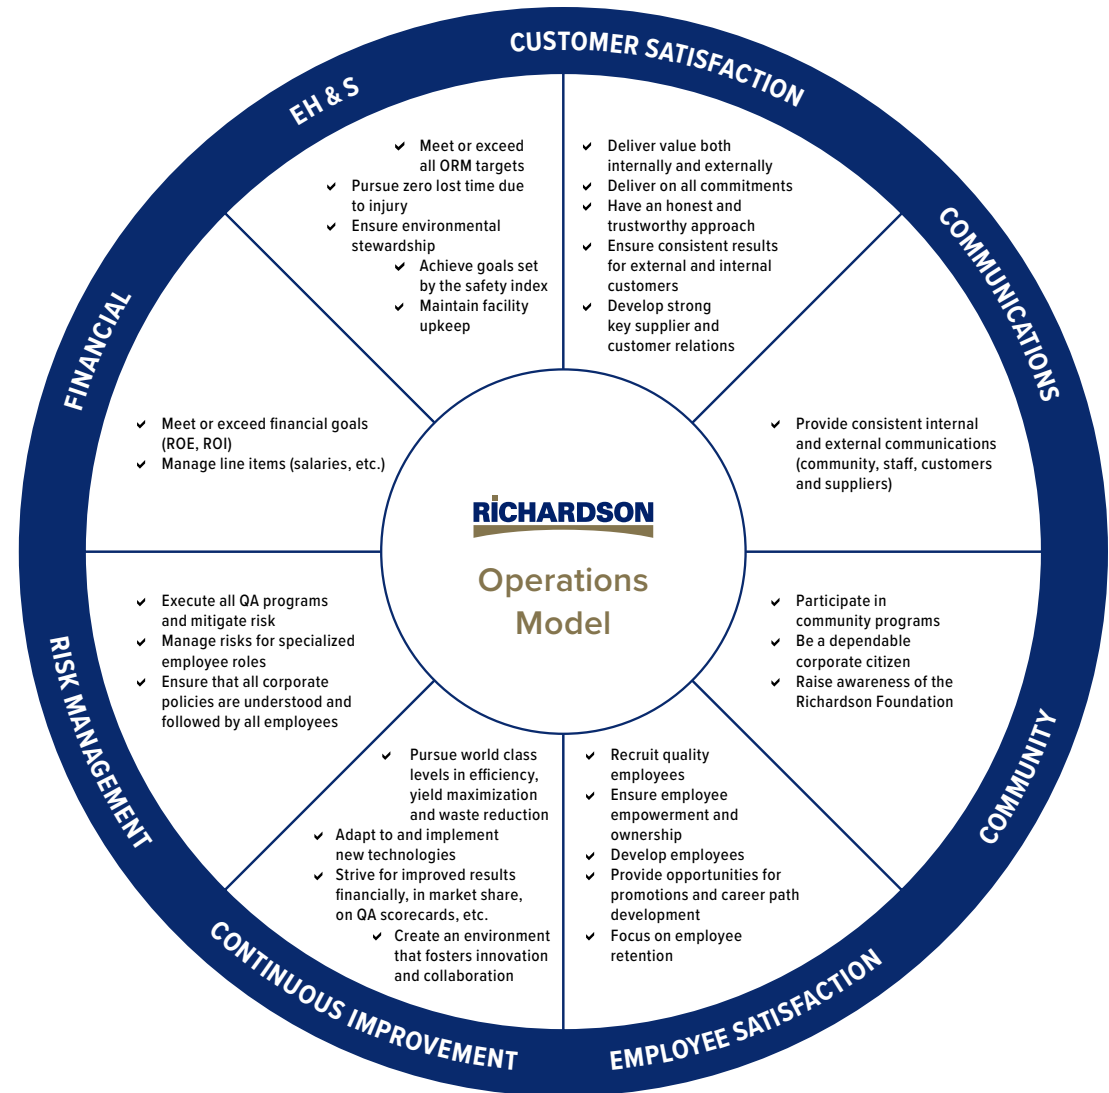 CUSTOMER SATISFACTION
Deliver value both
internally and externally
Deliver on all commitments
Have an honest and
trustworthy approach
Ensure consistent results
for external and internal
customers
Develop strong
key supplier and
customer relations
COMMUNICATIONS
Provide consistent internal
and external communications
(community, staff, customers
and suppliers)
COMMUNITY
Participate in
community programs
Be a dependable
corporate citizen
Raise awareness of the
Richardson Foundation
EMPLOYEE SATISFACTION
Recruit quality
employees
Ensure employee
empowerment and
ownership
Develop employees
Provide opportunities for
promotions and career path
development
Focus on employee
retention
CONTINUOUS IMPROVEMENT
Pursue world class
levels in efficiency,
yield maximization
and waste reduction
Adapt to and implement
new technologies
Strive for improved results
financially, in market share,
on QA scorecards, etc.
Create an environment
that fosters innovation
and collaboration
RISK MANAGEMENT
Execute all QA programs
and mitigate risk
Manage risks for specialized
employee roles
Ensure that all corporate
policies are understood and
followed by all employees
FINANCIAL
Meet or exceed financial goals
(ROE, ROI)
Manage line items (salaries, etc.)
EH & S
Meet or exceed
all ORM targets
Pursue zero lost time due
to injury
Ensure environmental
stewardship
Achieve goals set
by the safety index
Maintain facility
upkeep
RiCHARDSON
Operations
Model